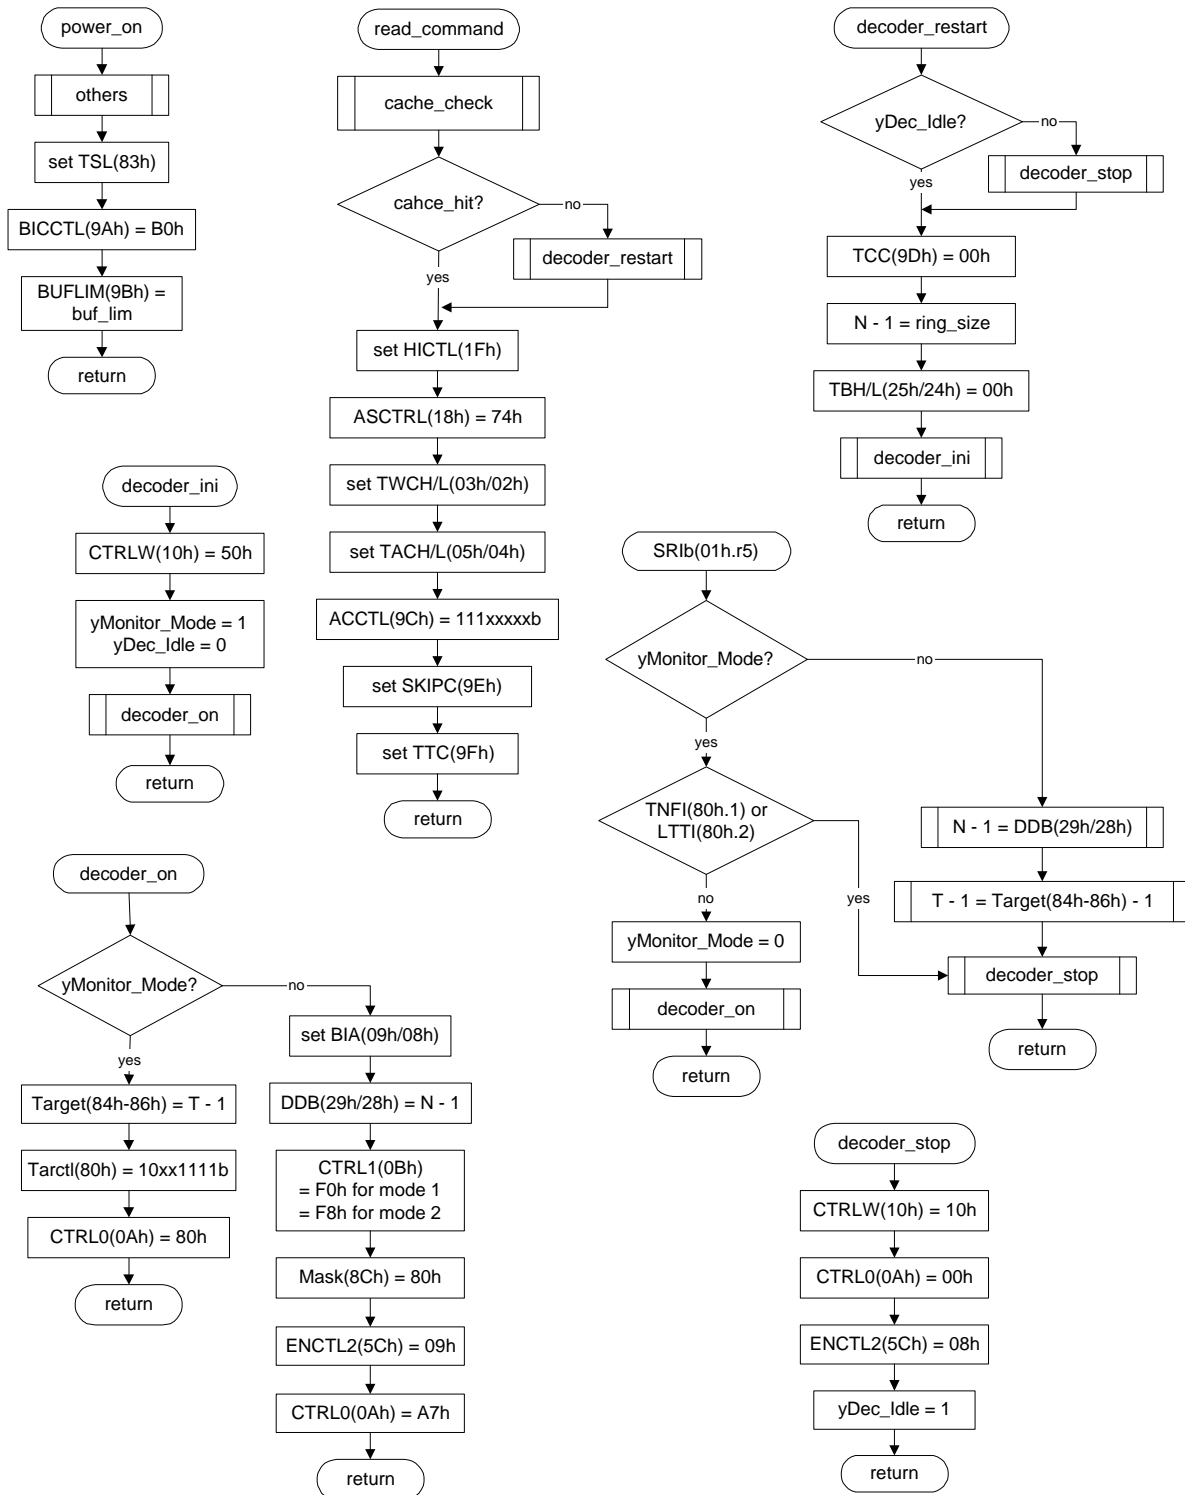 power_on
others
set TSL(83h)
BICCTL(9Ah) = B0h
BUFLIM(9Bh) =
buf_lim
return
read_command
cache_check
cahce_hit?
no
decoder_restart
yes
set HICTL(1Fh)
ASCTRL(18h) = 74h
set TWCH/L(03h/02h)
set TACH/L(05h/04h)
ACCTL(9Ch) = 111xxxxxb
set SKIPC(9Eh)
set TTC(9Fh)
return
decoder_restart
yDec_Idle?
no
decoder_stop
yes
TCC(9Dh) = 00h
N - 1 = ring_size
TBH/L(25h/24h) = 00h
decoder_ini
return
decoder_ini
CTRLW(10h) = 50h
yMonitor_Mode = 1
yDec_Idle = 0
decoder_on
return
SRIb(01h.r5)
yMonitor_Mode?
no
yes
TNFI(80h.1) or
LTTI(80h.2)
yes
no
yMonitor_Mode = 0
decoder_on
return
N - 1 = DDB(29h/28h)
T - 1 = Target(84h-86h) - 1
decoder_stop
return
decoder_on
yMonitor_Mode?
no
yes
Target(84h-86h) = T - 1
Tarctl(80h) = 10xx1111b
CTRL0(0Ah) = 80h
return
set BIA(09h/08h)
DDB(29h/28h) = N - 1
CTRL1(0Bh)
= F0h for mode 1
= F8h for mode 2
Mask(8Ch) = 80h
ENCTL2(5Ch) = 09h
CTRL0(0Ah) = A7h
return
decoder_stop
CTRLW(10h) = 10h
CTRL0(0Ah) = 00h
ENCTL2(5Ch) = 08h
yDec_Idle = 1
return